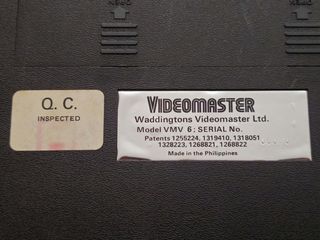 Q. C.
INSPECTED
VIDEOMASTER
Waddingtons Videomaster Ltd.
Model VMV 6: SERIAL No.
Patents 1255224, 1319410, 1318051
1328223, 1268821, 1268822
Made in the Philippines